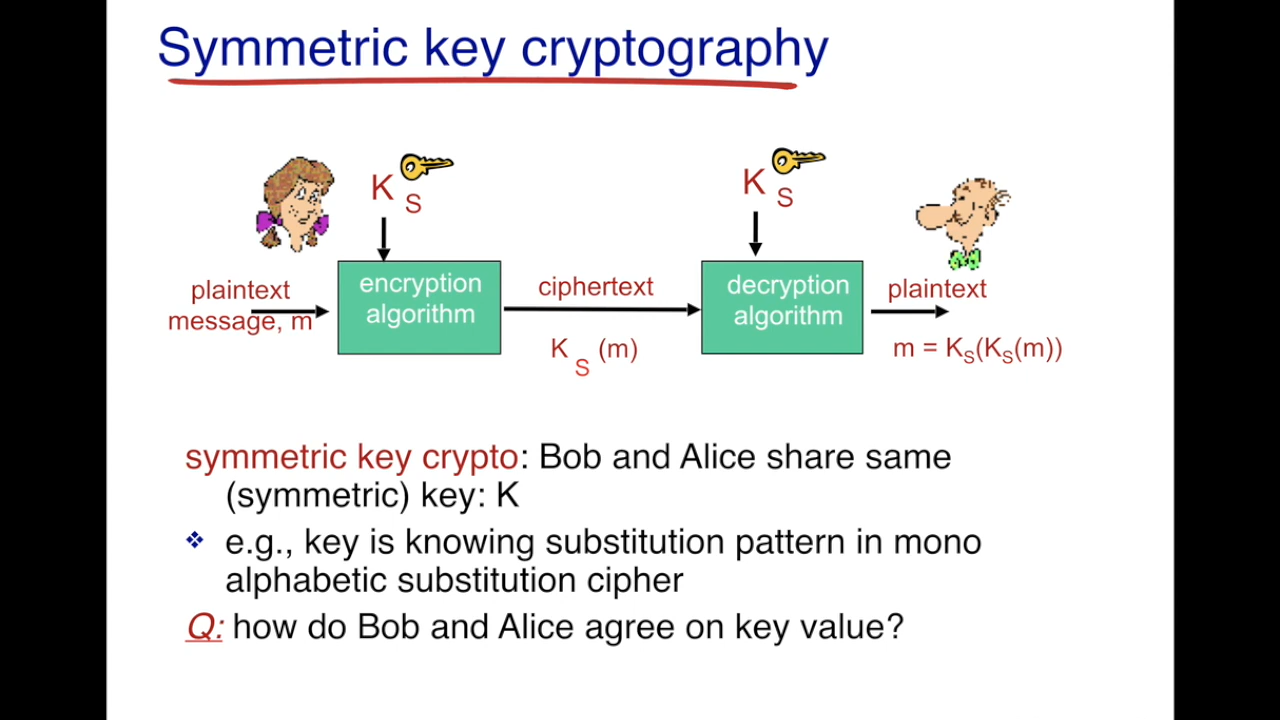 Symmetric key cryptography
K S
K S
plaintext
message, m
encryption
algorithm
ciphertext
K S (m)
decryption
algorithm
plaintext
m = KS(KS(m))
symmetric key crypto: Bob and Alice share same
(symmetric) key: K
❖ e.g., key is knowing substitution pattern in mono
alphabetic substitution cipher
Q: how do Bob and Alice agree on key value?